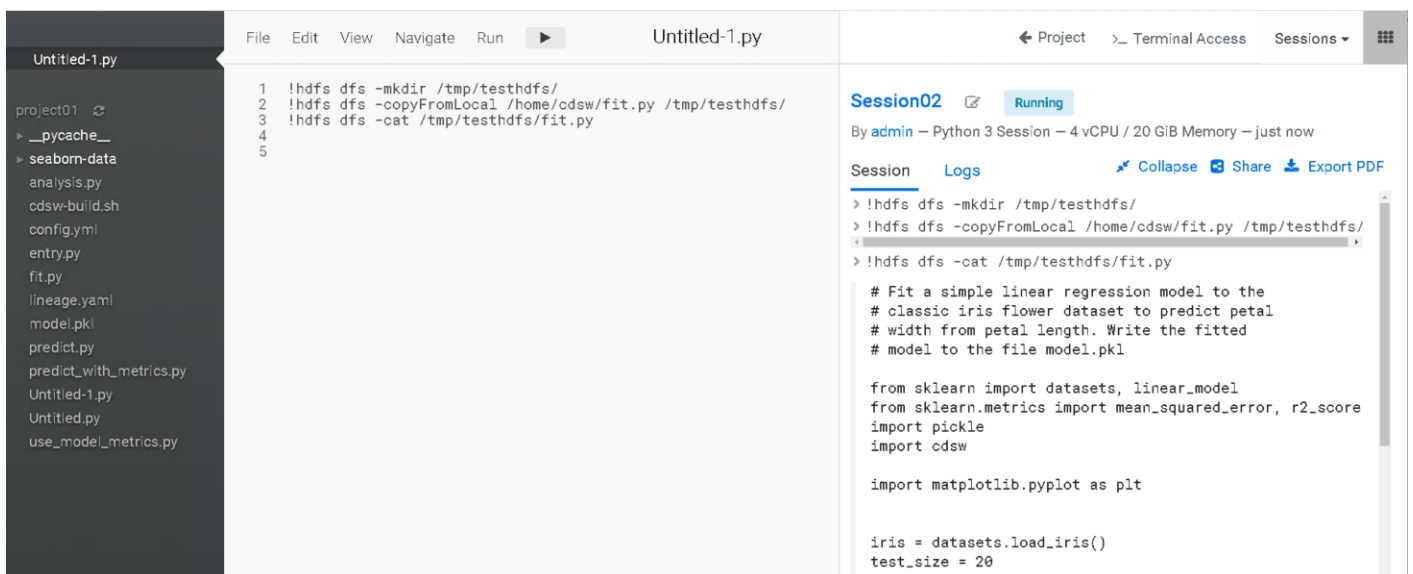 Untitled-1.py
project01
__pycache__
seaborn-data
analysis.py
cdsw-build.sh
config.yml
entry.py
fit.py
lineage.yaml
model.pkl
predict.py
predict_with_metrics.py
Untitled-1.py
Untitled.py
use_model_metrics.py
File Edit View Navigate Run Untitled-1.py
1 !hdfs dfs -mkdir /tmp/testhdfs/
2 !hdfs dfs -copyFromLocal /home/cdsw/fit.py /tmp/testhdfs/
3 !hdfs dfs -cat /tmp/testhdfs/fit.py
4
5
Project >_ Terminal Access Sessions
Session02 Running
By admin — Python 3 Session — 4 vCPU / 20 GiB Memory — just now
Session Logs Collapse Share Export PDF
> !hdfs dfs -mkdir /tmp/testhdfs/
> !hdfs dfs -copyFromLocal /home/cdsw/fit.py /tmp/testhdfs/
> !hdfs dfs -cat /tmp/testhdfs/fit.py
# Fit a simple linear regression model to the
# classic iris flower dataset to predict petal
# width from petal length. Write the fitted
# model to the file model.pkl
from sklearn import datasets, linear_model
from sklearn.metrics import mean_squared_error, r2_score
import pickle
import cdsw
import matplotlib.pyplot as plt
iris = datasets.load_iris()
test_size = 20